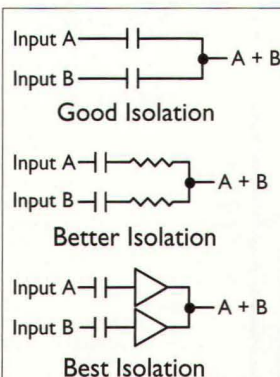 Input A
A + B
Input B
Good Isolation
Input A
A + B
Input B
Better Isolation
Input A
A + B
Input B
Best Isolation